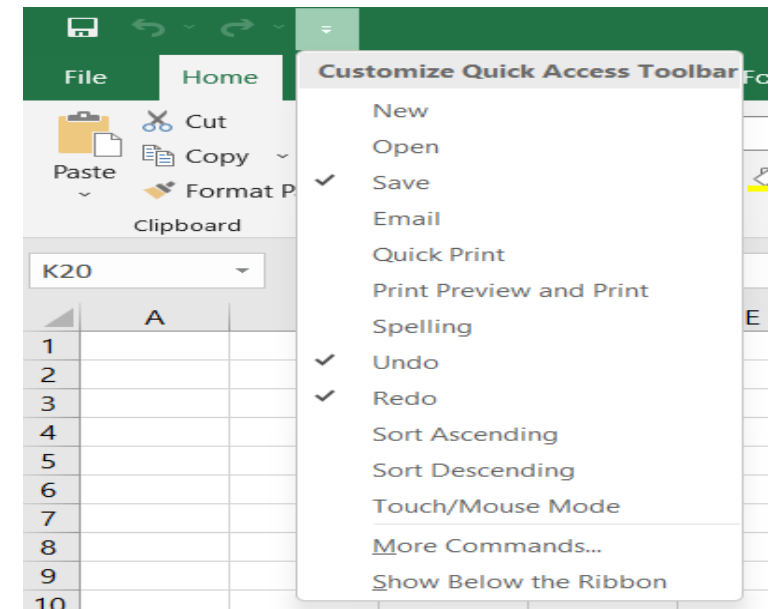 File Home Customize Quick Access Toolbar Fo
New
Cut
Open
Copy
Paste
Save
Format P
Email
Clipboard
Quick Print
K20
Print Preview and Print
A E
Spelling
1
Undo
2
Redo
3
4
Sort Ascending
5
Sort Descending
6
7
Touch/Mouse Mode
8
More Commands...
9
Show Below the Ribbon
10